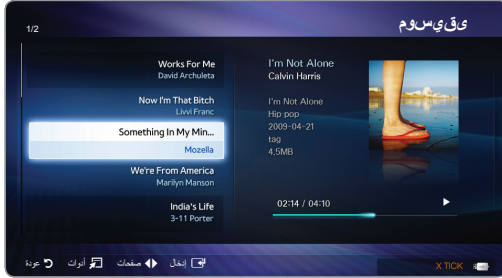 ىقيسوم
1/2
Works For Me
David Archuleta
Now I'm That Bitch
Livvi Franc
Something In My Min...
Mozella
We're From America
Marilyn Manson
India's Life
3-11 Porter
I'm Not Alone
Calvin Harris
I'm Not Alone
Hip pop
2009-04-21
tag
4,5MB
02:14 / 04:10
إدخال صفحات أدوات عودة
X TICK